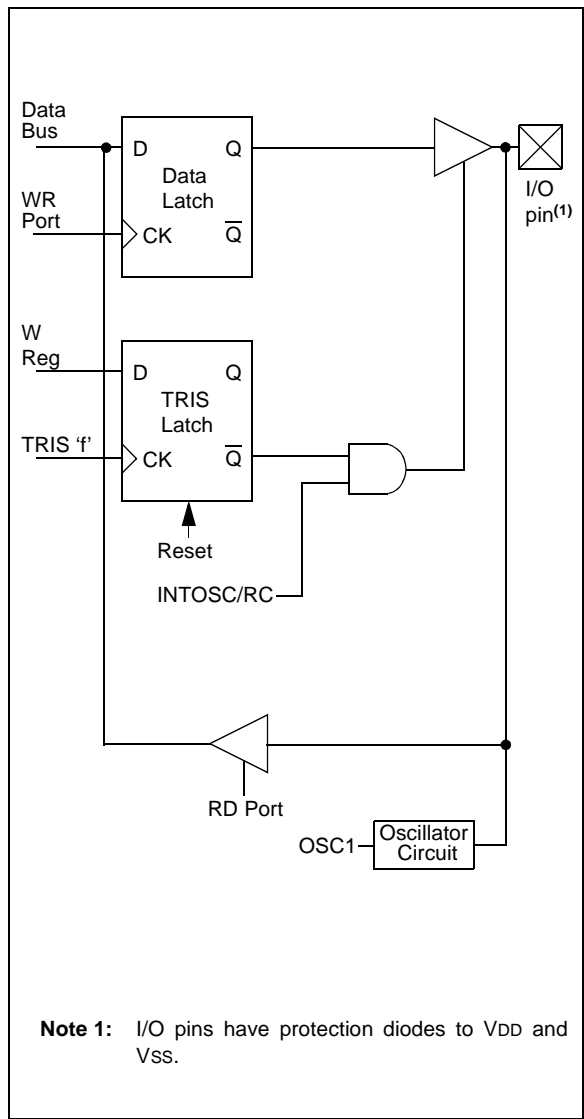 Data
Bus
D
Q
Data
Latch
WR
Port
CK
Q
I/O
pin(1)
W
Reg
D
Q
TRIS
Latch
TRIS 'f'
CK
Q
Reset
INTOSC/RC
RD Port
OSC1
Oscillator
Circuit
Note 1: I/O pins have protection diodes to VDD and
VSS.